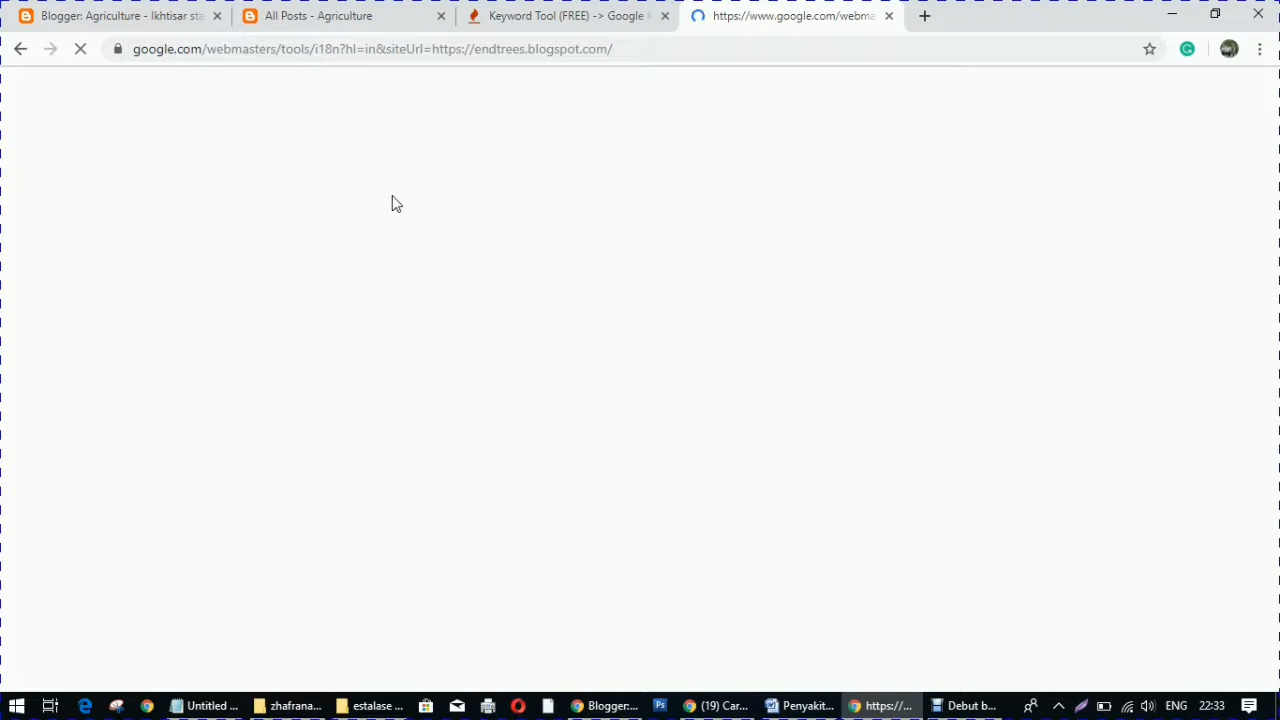 Blogger: Agriculture - Ikhtisar sta
All Posts - Agriculture
Keyword Tool (FREE) -> Google
https://www.google.com/webma
google.com/webmasters/tools/i18n?hl=in&siteUrl=https://endtrees.blogspot.com/
Untitled ...
zhafrana...
estalase ...
Blogger:...
Ps
(19) Car...
Penyakit...
https://...
Debut b...
ENG
22:33